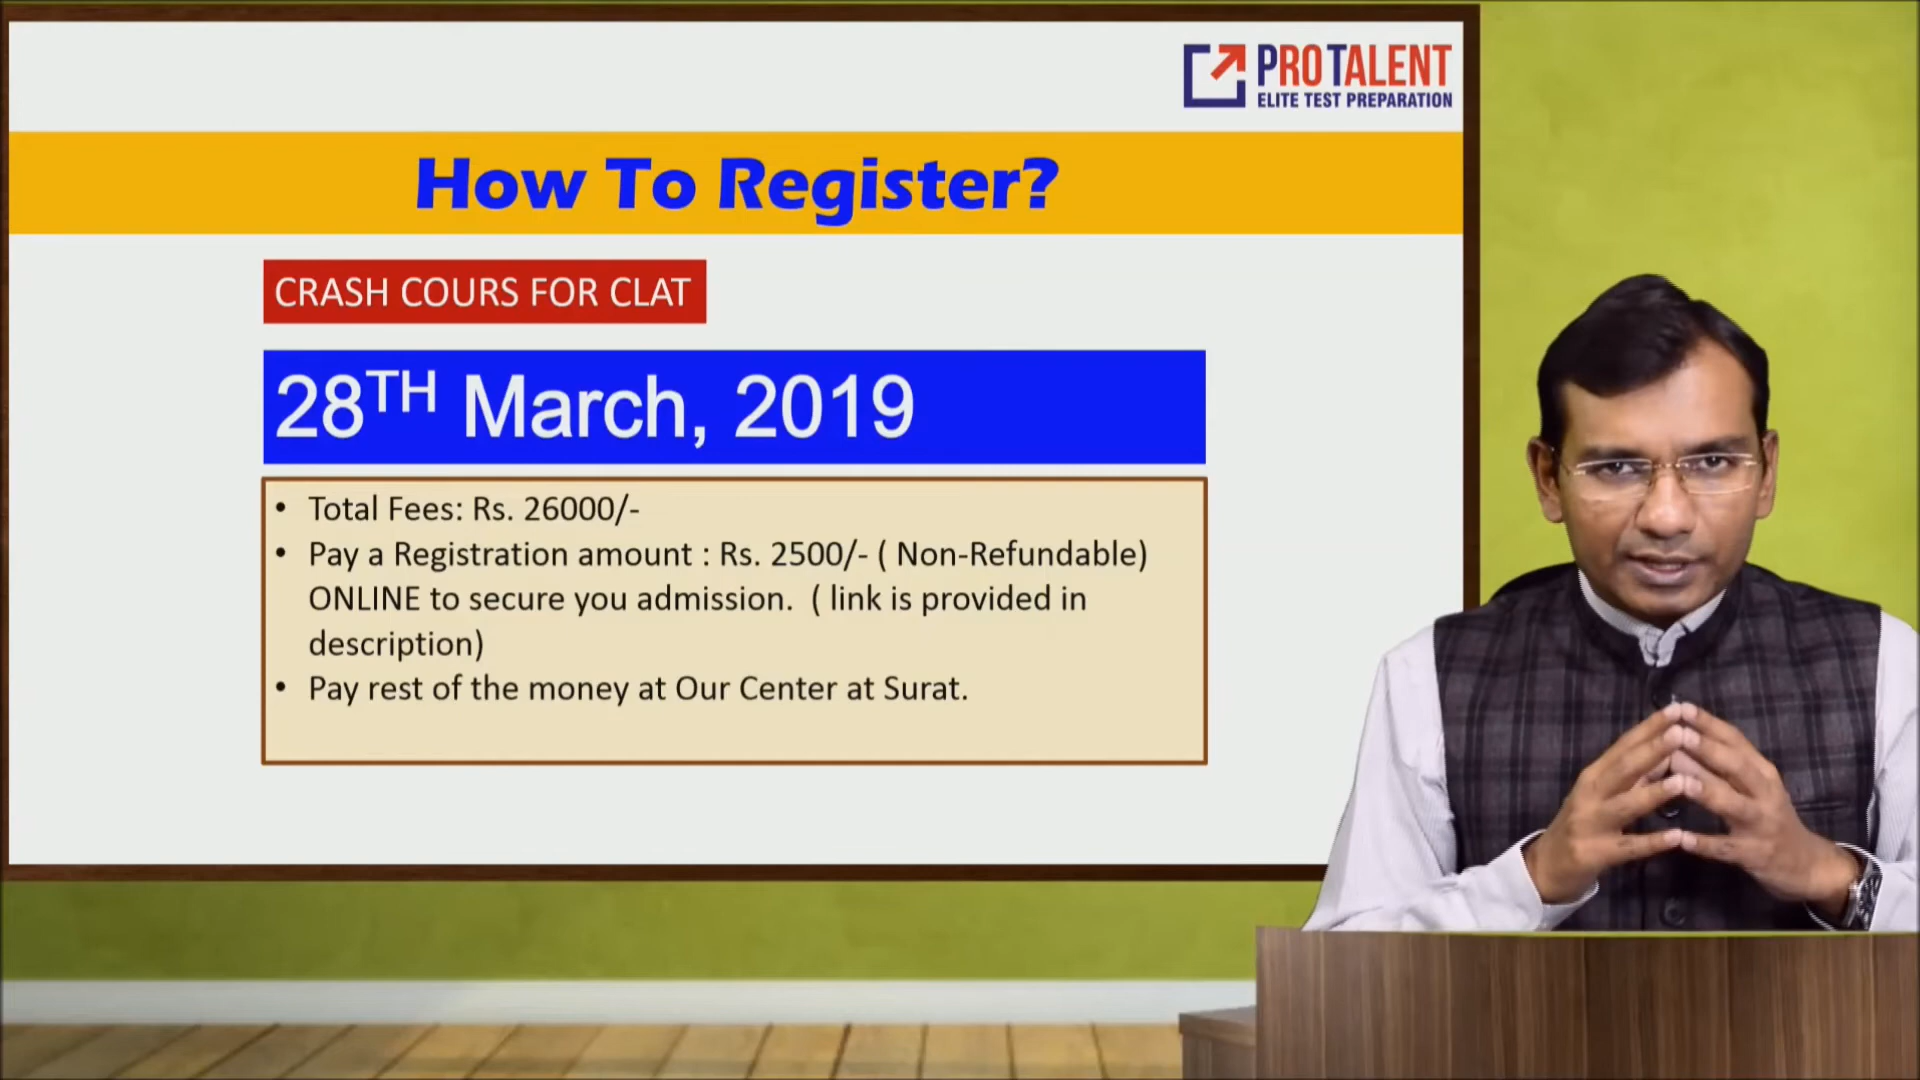 PRO TALENT
ELITE TEST PREPARATION
How To Register?
CRASH COURS FOR CLAT
28TH March, 2019
• Total Fees: Rs. 26000/-
• Pay a Registration amount : Rs. 2500/- ( Non-Refundable)
ONLINE to secure you admission.  ( link is provided in
description)
• Pay rest of the money at Our Center at Surat.